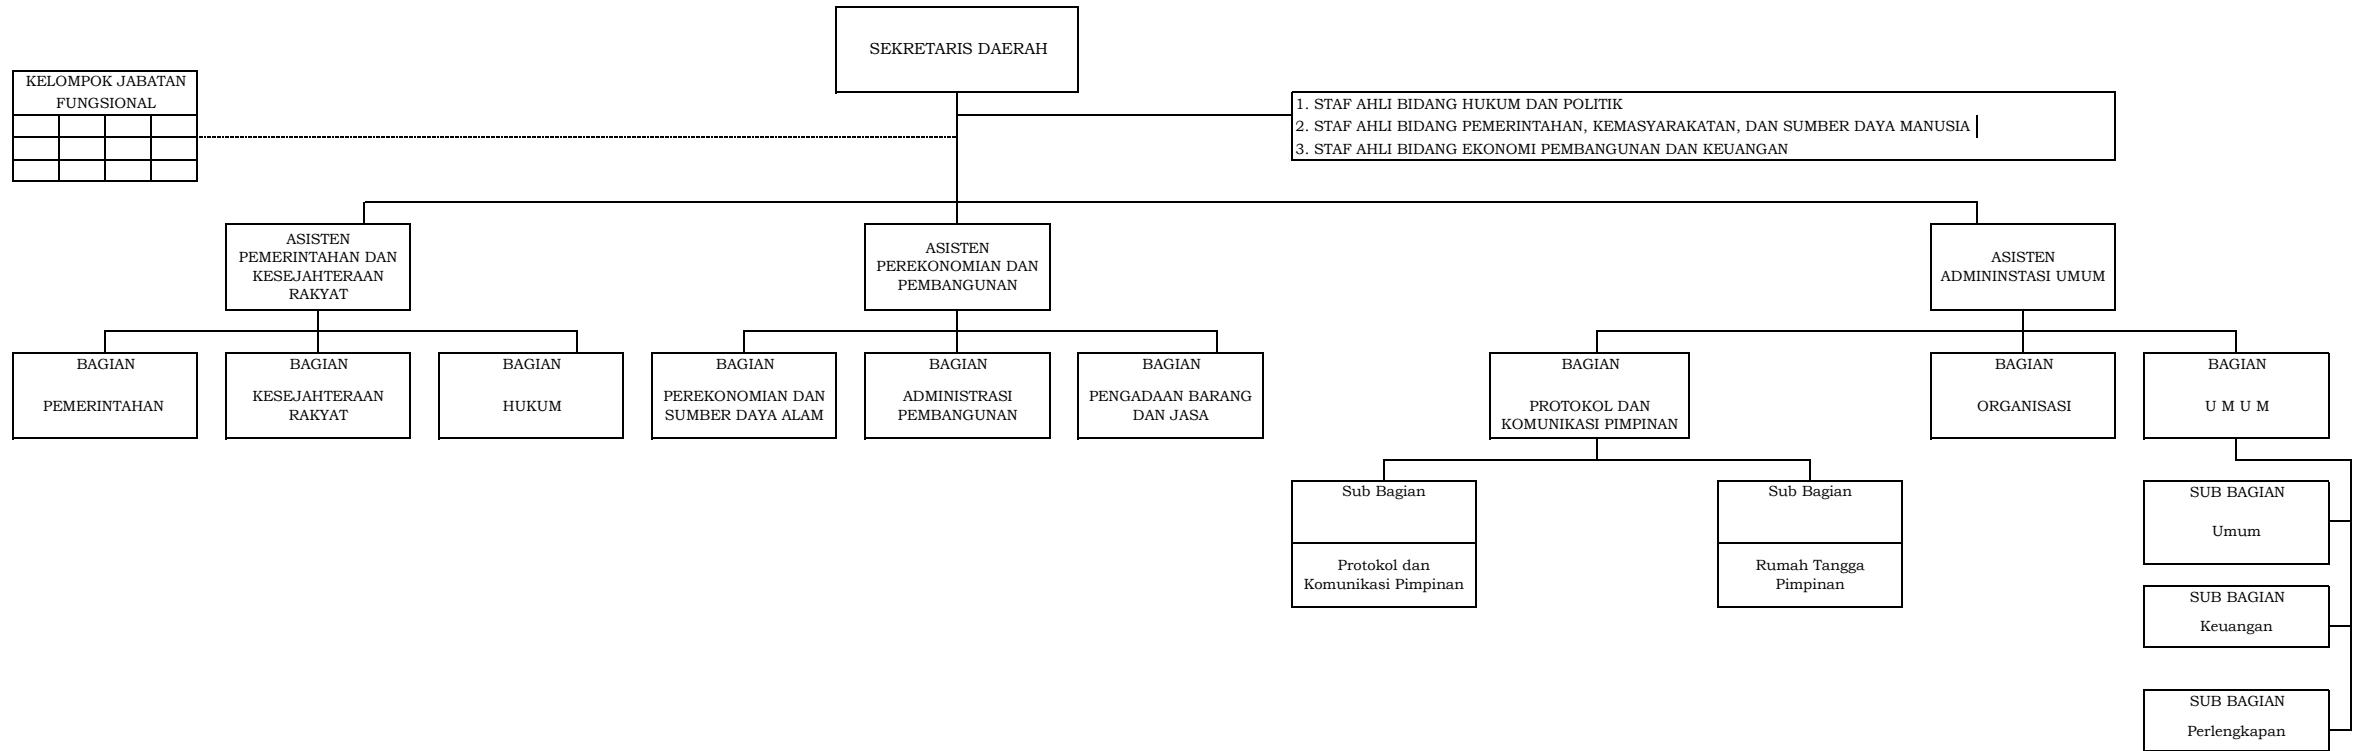 SEKRETARIS DAERAH
KELOMPOK JABATAN
FUNGSIONAL
1. STAF AHLI BIDANG HUKUM DAN POLITIK
2. STAF AHLI BIDANG PEMERINTAHAN, KEMASYARAKATAN, DAN SUMBER DAYA MANUSIA
3. STAF AHLI BIDANG EKONOMI PEMBANGUNAN DAN KEUANGAN
ASISTEN
PEMERINTAHAN DAN
KESEJAHTERAAN
RAKYAT
ASISTEN
PEREKONOMIAN DAN
PEMBANGUNAN
ASISTEN
ADMININSTASI UMUM
BAGIAN
PEMERINTAHAN
BAGIAN
KESEJAHTERAAN
RAKYAT
BAGIAN
HUKUM
BAGIAN
PEREKONOMIAN DAN
SUMBER DAYA ALAM
BAGIAN
ADMINISTRASI
PEMBANGUNAN
BAGIAN
PENGADAAN BARANG
DAN JASA
BAGIAN
PROTOKOL DAN
KOMUNIKASI PIMPINAN
BAGIAN
ORGANISASI
BAGIAN
U M U M
Sub Bagian
Protokol dan
Komunikasi Pimpinan
Sub Bagian
Rumah Tangga
Pimpinan
SUB BAGIAN
Umum
SUB BAGIAN
Keuangan
SUB BAGIAN
Perlengkapan